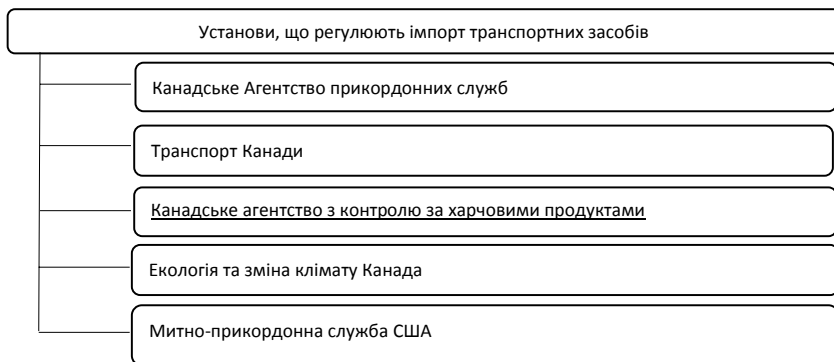 Установи, що регулюють імпорт транспортних засобів
Канадське Агентство прикордонних служб
Транспорт Канади
Канадське агентство з контролю за харчовими продуктами
Екологія та зміна клімату Канада
Митно-прикордонна служба США